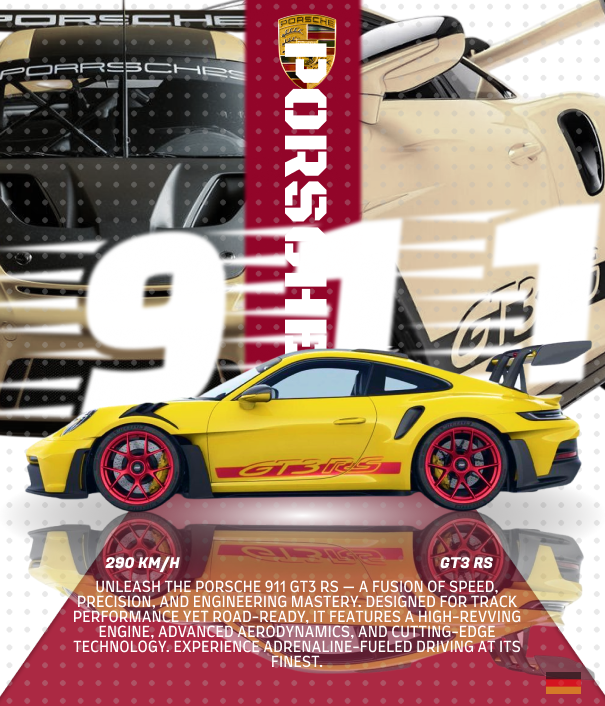 PORSCHE
PORRSSCHES
PORSCHE
PORSCHE
911
GT3
GT3 RS
290 KM/H
GT3 RS
UNLEASH THE PORSCHE 911 GT3 RS — A FUSION OF SPEED,
PRECISION, AND ENGINEERING MASTERY. DESIGNED FOR TRACK
PERFORMANCE YET ROAD-READY, IT FEATURES A HIGH-REVVING
ENGINE, ADVANCED AERODYNAMICS, AND CUTTING-EDGE
TECHNOLOGY. EXPERIENCE ADRENALINE-FUELED DRIVING AT ITS
FINEST.